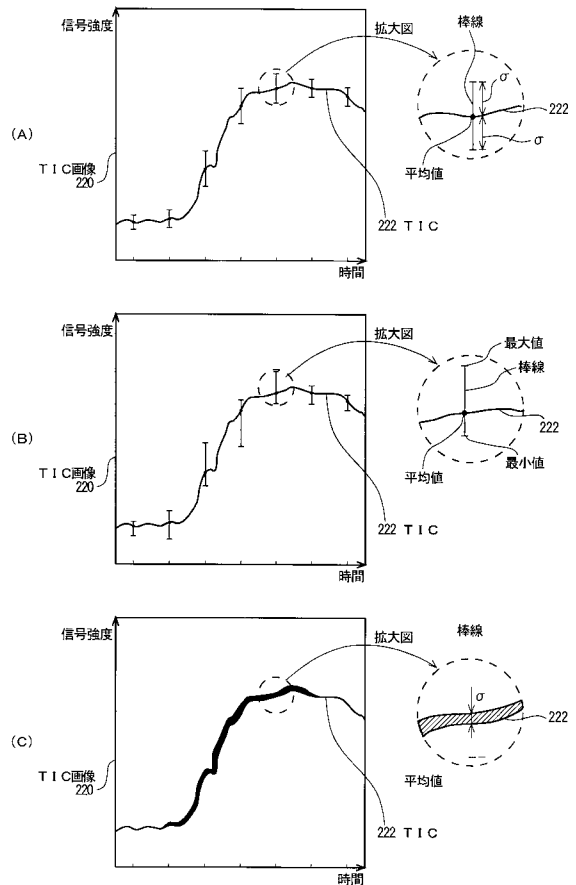 信号強度
拡大図
棒線
σ
222
σ
平均値
(A)
TIC画像
220
222 TIC
時間
信号強度
拡大図
最大値
棒線
222
最小値
平均値
(B)
TIC画像
220
222 TIC
時間
信号強度
拡大図
棒線
σ
222
平均値
(C)
TIC画像
220
222 TIC
時間